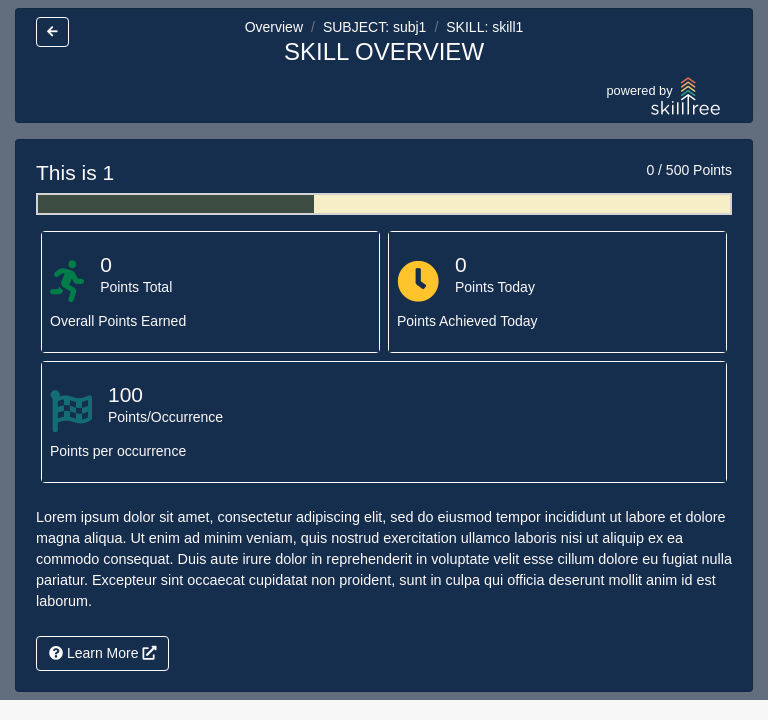 Overview / SUBJECT: subj1 / SKILL: skill1
SKILL OVERVIEW
powered by
skilltree
This is 1
0 / 500 Points
0
Points Total
Overall Points Earned
0
Points Today
Points Achieved Today
100
Points/Occurrence
Points per occurrence
Lorem ipsum dolor sit amet, consectetur adipiscing elit, sed do eiusmod tempor incididunt ut labore et dolore
magna aliqua. Ut enim ad minim veniam, quis nostrud exercitation ullamco laboris nisi ut aliquip ex ea
commodo consequat. Duis aute irure dolor in reprehenderit in voluptate velit esse cillum dolore eu fugiat nulla
pariatur. Excepteur sint occaecat cupidatat non proident, sunt in culpa qui officia deserunt mollit anim id est
laborum.
Learn More